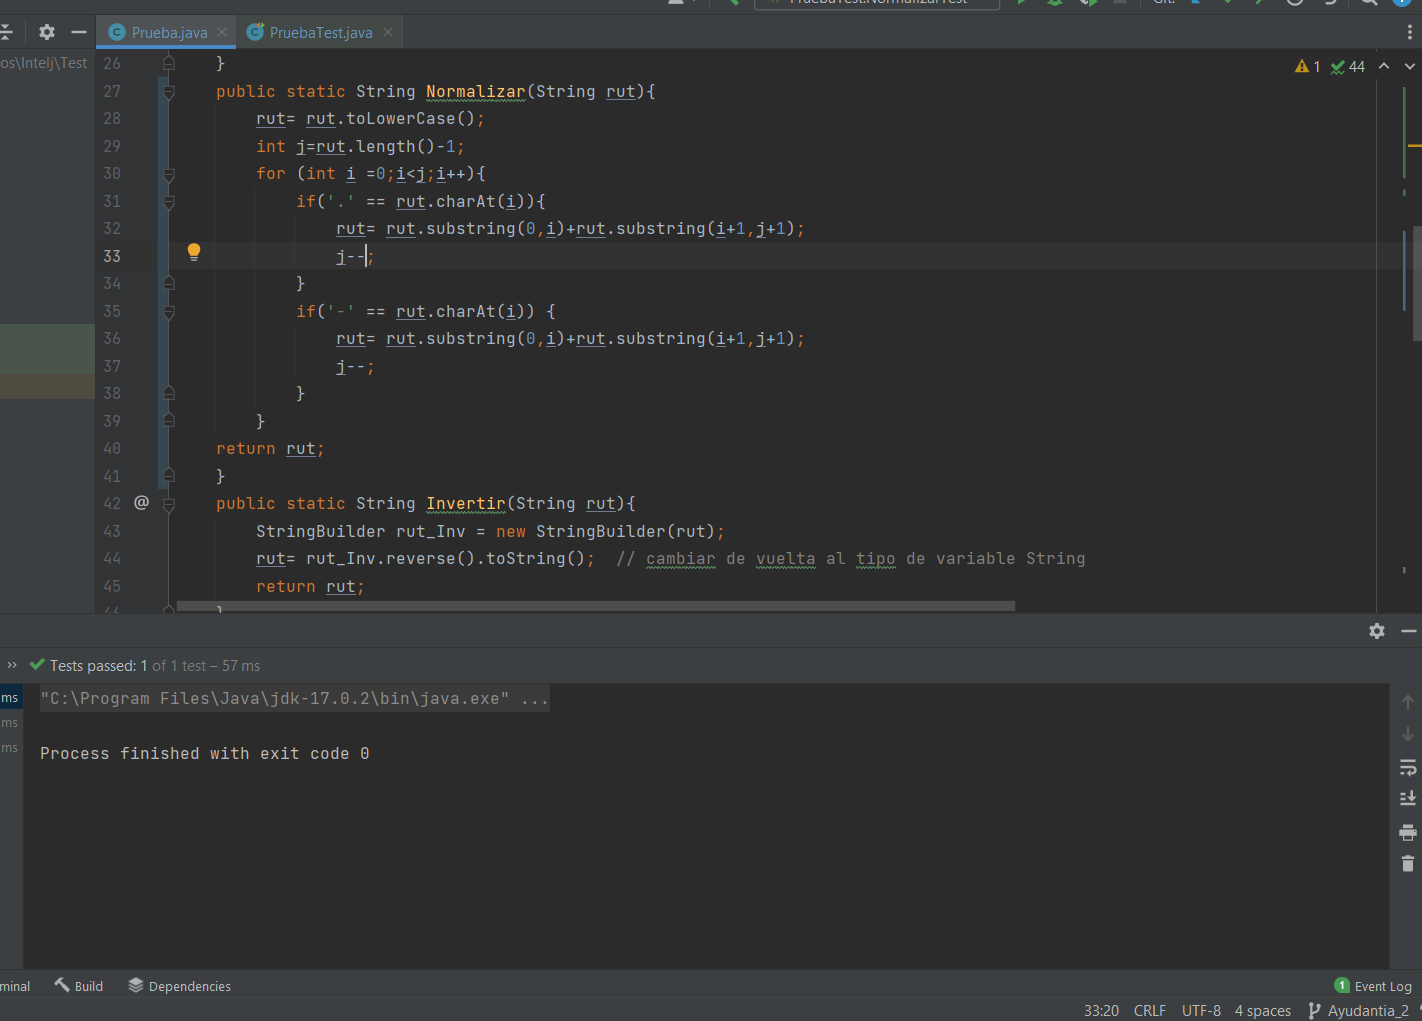 PruebaTest.NormalizarTest
Git:
Prueba.java
PruebaTest.java
os\Intelj\Test
1 44
26 }
27 public static String Normalizar(String rut){
28 rut= rut.toLowerCase();
29 int j=rut.length()-1;
30 for (int i =0;i<j;i++){
31 if('.' == rut.charAt(i)){
32 rut= rut.substring(0,i)+rut.substring(i+1,j+1);
33 j--;
34 }
35 if('-' == rut.charAt(i)) {
36 rut= rut.substring(0,i)+rut.substring(i+1,j+1);
37 j--;
38 }
39 }
40 return rut;
41 }
42 @ public static String Invertir(String rut){
43 StringBuilder rut_Inv = new StringBuilder(rut);
44 rut= rut_Inv.reverse().toString(); // cambiar de vuelta al tipo de variable String
45 return rut;
46 }
Tests passed: 1 of 1 test – 57 ms
ms
ms
ms
"C:\Program Files\Java\jdk-17.0.2\bin\java.exe" ...
Process finished with exit code 0
minal Build Dependencies 1 Event Log
33:20 CRLF UTF-8 4 spaces Ayudantia_2